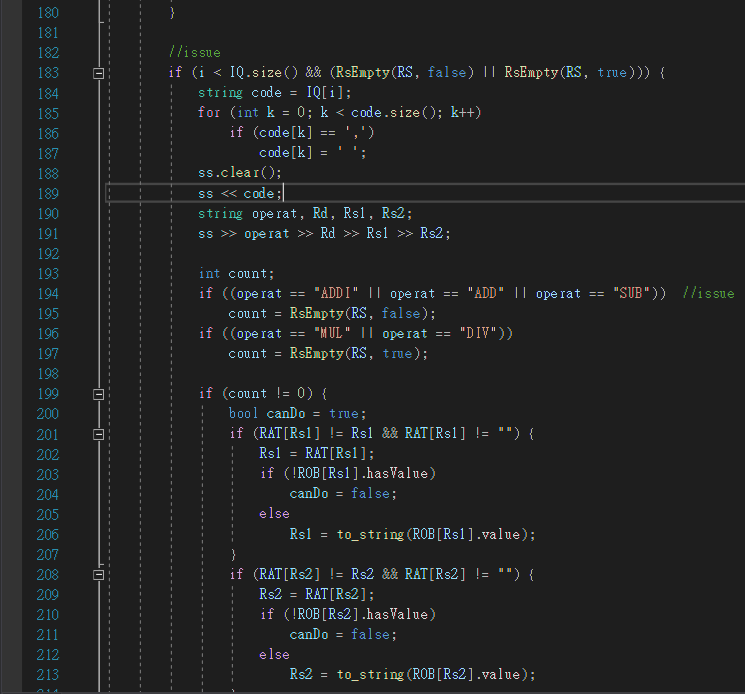 180 }
181
182 //issue
183 if (i < IQ.size() && (RsEmpty(RS, false) || RsEmpty(RS, true))) {
184 string code = IQ[i];
185 for (int k = 0; k < code.size(); k++)
186 if (code[k] == ',')
187 code[k] = ' ';
188 ss.clear();
189 ss << code;
190 string operat, Rd, Rs1, Rs2;
191 ss >> operat >> Rd >> Rs1 >> Rs2;
192
193 int count;
194 if ((operat == "ADDI" || operat == "ADD" || operat == "SUB")) //issue
195 count = RsEmpty(RS, false);
196 if ((operat == "MUL" || operat == "DIV"))
197 count = RsEmpty(RS, true);
198
199 if (count != 0) {
200 bool canDo = true;
201 if (RAT[Rs1] != Rs1 && RAT[Rs1] != "") {
202 Rs1 = RAT[Rs1];
203 if (!ROB[Rs1].hasValue)
204 canDo = false;
205 else
206 Rs1 = to_string(ROB[Rs1].value);
207 }
208 if (RAT[Rs2] != Rs2 && RAT[Rs2] != "") {
209 Rs2 = RAT[Rs2];
210 if (!ROB[Rs2].hasValue)
211 canDo = false;
212 else
213 Rs2 = to_string(ROB[Rs2].value);